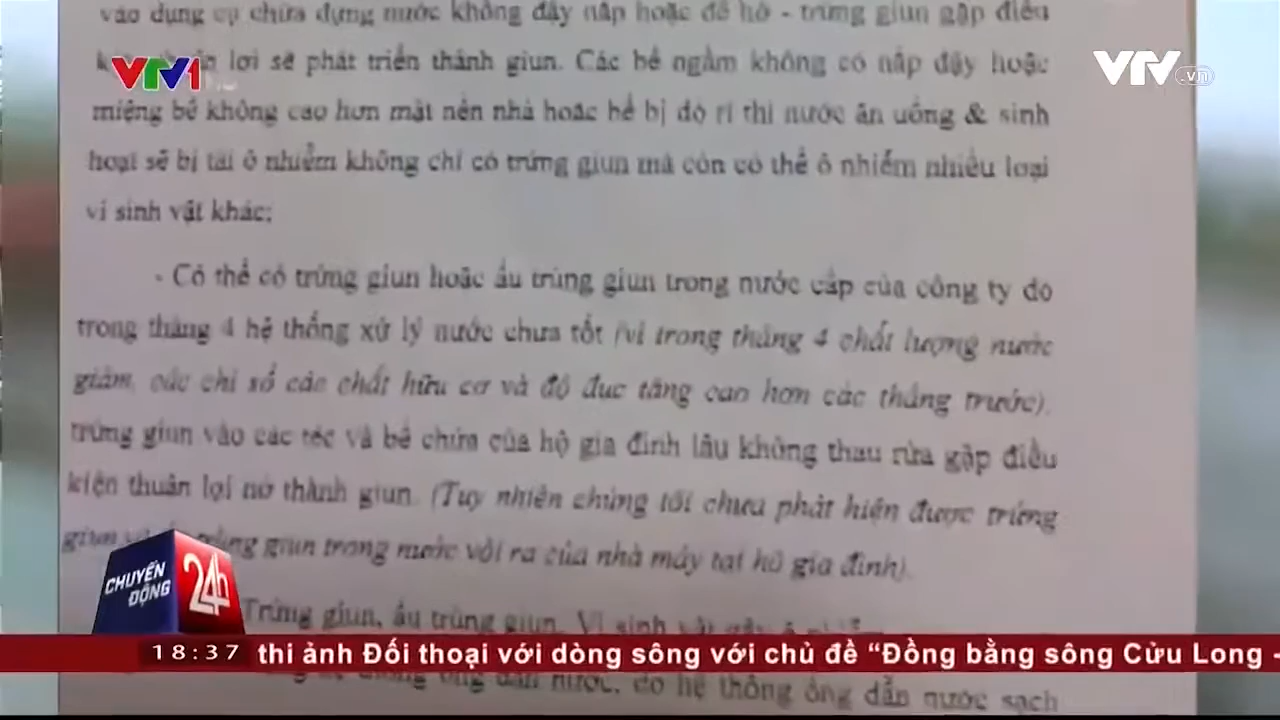 vào dụng cụ chứa đựng nước không đậy nắp hoặc để hở - trứng giun gặp điều
lợi sẽ phát triển thành giun. Các bể ngầm không có nắp đậy hoặc
miệng bể không cao hơn mặt nền nhà hoặc bể bị dò rỉ thì nước ăn uống & sinh
hoạt sẽ bị tái ô nhiễm không chỉ có trứng giun mà còn có thể ô nhiễm nhiều loại
vi sinh vật khác;
- Có thể có trứng giun hoặc ấu trùng giun trong nước cấp của công ty do
trong tháng 4 hệ thống xử lý nước chưa tốt (vì trong tháng 4 chất lượng nước
giảm, các chỉ số các chất hữu cơ và độ đục tăng cao hơn các tháng trước),
trứng giun vào các téc và bể chứa của hộ gia đình lâu không thau rửa gặp điều
kiện thuận lợi nở thành giun. (Tuy nhiên chúng tôi chưa phát hiện được trứng
giun trùng giun trong nước vòi ra của nhà máy tại hộ gia đình).
Trứng giun, ấu trùng giun, Vi sinh vật
ống dẫn nước, do hệ thống ống dẫn nước sạch
VTV1
VTV.vn
CHUYỂN ĐỘNG 24h
18:37 thi ảnh Đối thoại với dòng sông với chủ đề “Đồng bằng sông Cửu Long -